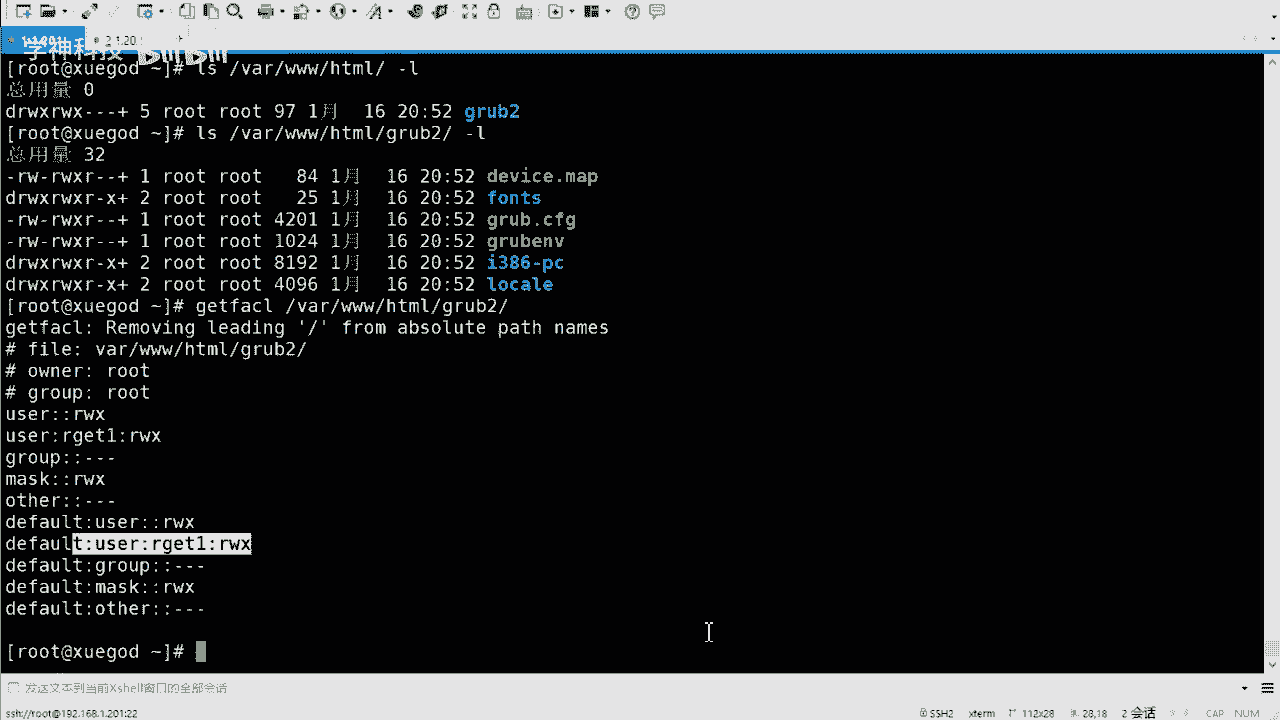 学神科技 bilibili
[root@xuegod ~]# ls /var/www/html/ -l
总用量 0
drwxrwx---+ 5 root root 97 1月  16 20:52 grub2
[root@xuegod ~]# ls /var/www/html/grub2/ -l
总用量 32
-rw-rwxr--+ 1 root root   84 1月  16 20:52 device.map
drwxrwxr-x+ 2 root root   25 1月  16 20:52 fonts
-rw-rwxr--+ 1 root root 4201 1月  16 20:52 grub.cfg
-rw-rwxr--+ 1 root root 1024 1月  16 20:52 grubenv
drwxrwxr-x+ 2 root root 8192 1月  16 20:52 i386-pc
drwxrwxr-x+ 2 root root 4096 1月  16 20:52 locale
[root@xuegod ~]# getfacl /var/www/html/grub2/
getfacl: Removing leading '/' from absolute path names
# file: var/www/html/grub2/
# owner: root
# group: root
user::rwx
user:rget1:rwx
group::---
mask::rwx
other::---
default:user::rwx
default:user:rget1:rwx
default:group::---
default:mask::rwx
default:other::---
[root@xuegod ~]#
发送文本到当前Xshell窗口的全部会话
ssh://root@192.168.1.201:22 SSH2 xterm 112x28 28,18 2 会话 CAP NUM